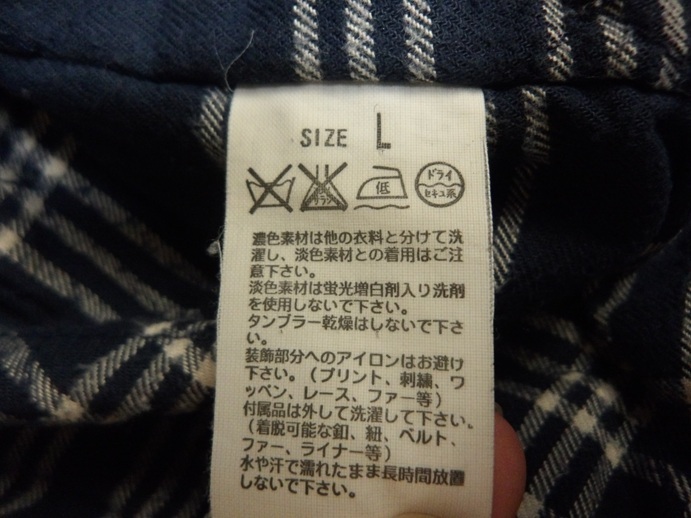 SIZE L
エンソ サラシ 低 ドライ セキユ系
濃色素材は他の衣料と分けて洗
濯し、淡色素材との着用はご注
意下さい。
淡色素材は蛍光増白剤入り洗剤
を使用しないで下さい。
タンブラー乾燥はしないで下さ
い。
装飾部分へのアイロンはお避け
下さい。(プリント、刺繍、ワ
ッペン、レース、ファー等)
付属品は外して洗濯して下さい。
(着脱可能な釦、紐、ベルト、
ファー、ライナー等)
水や汗で濡れたまま長時間放置
しないで下さい。